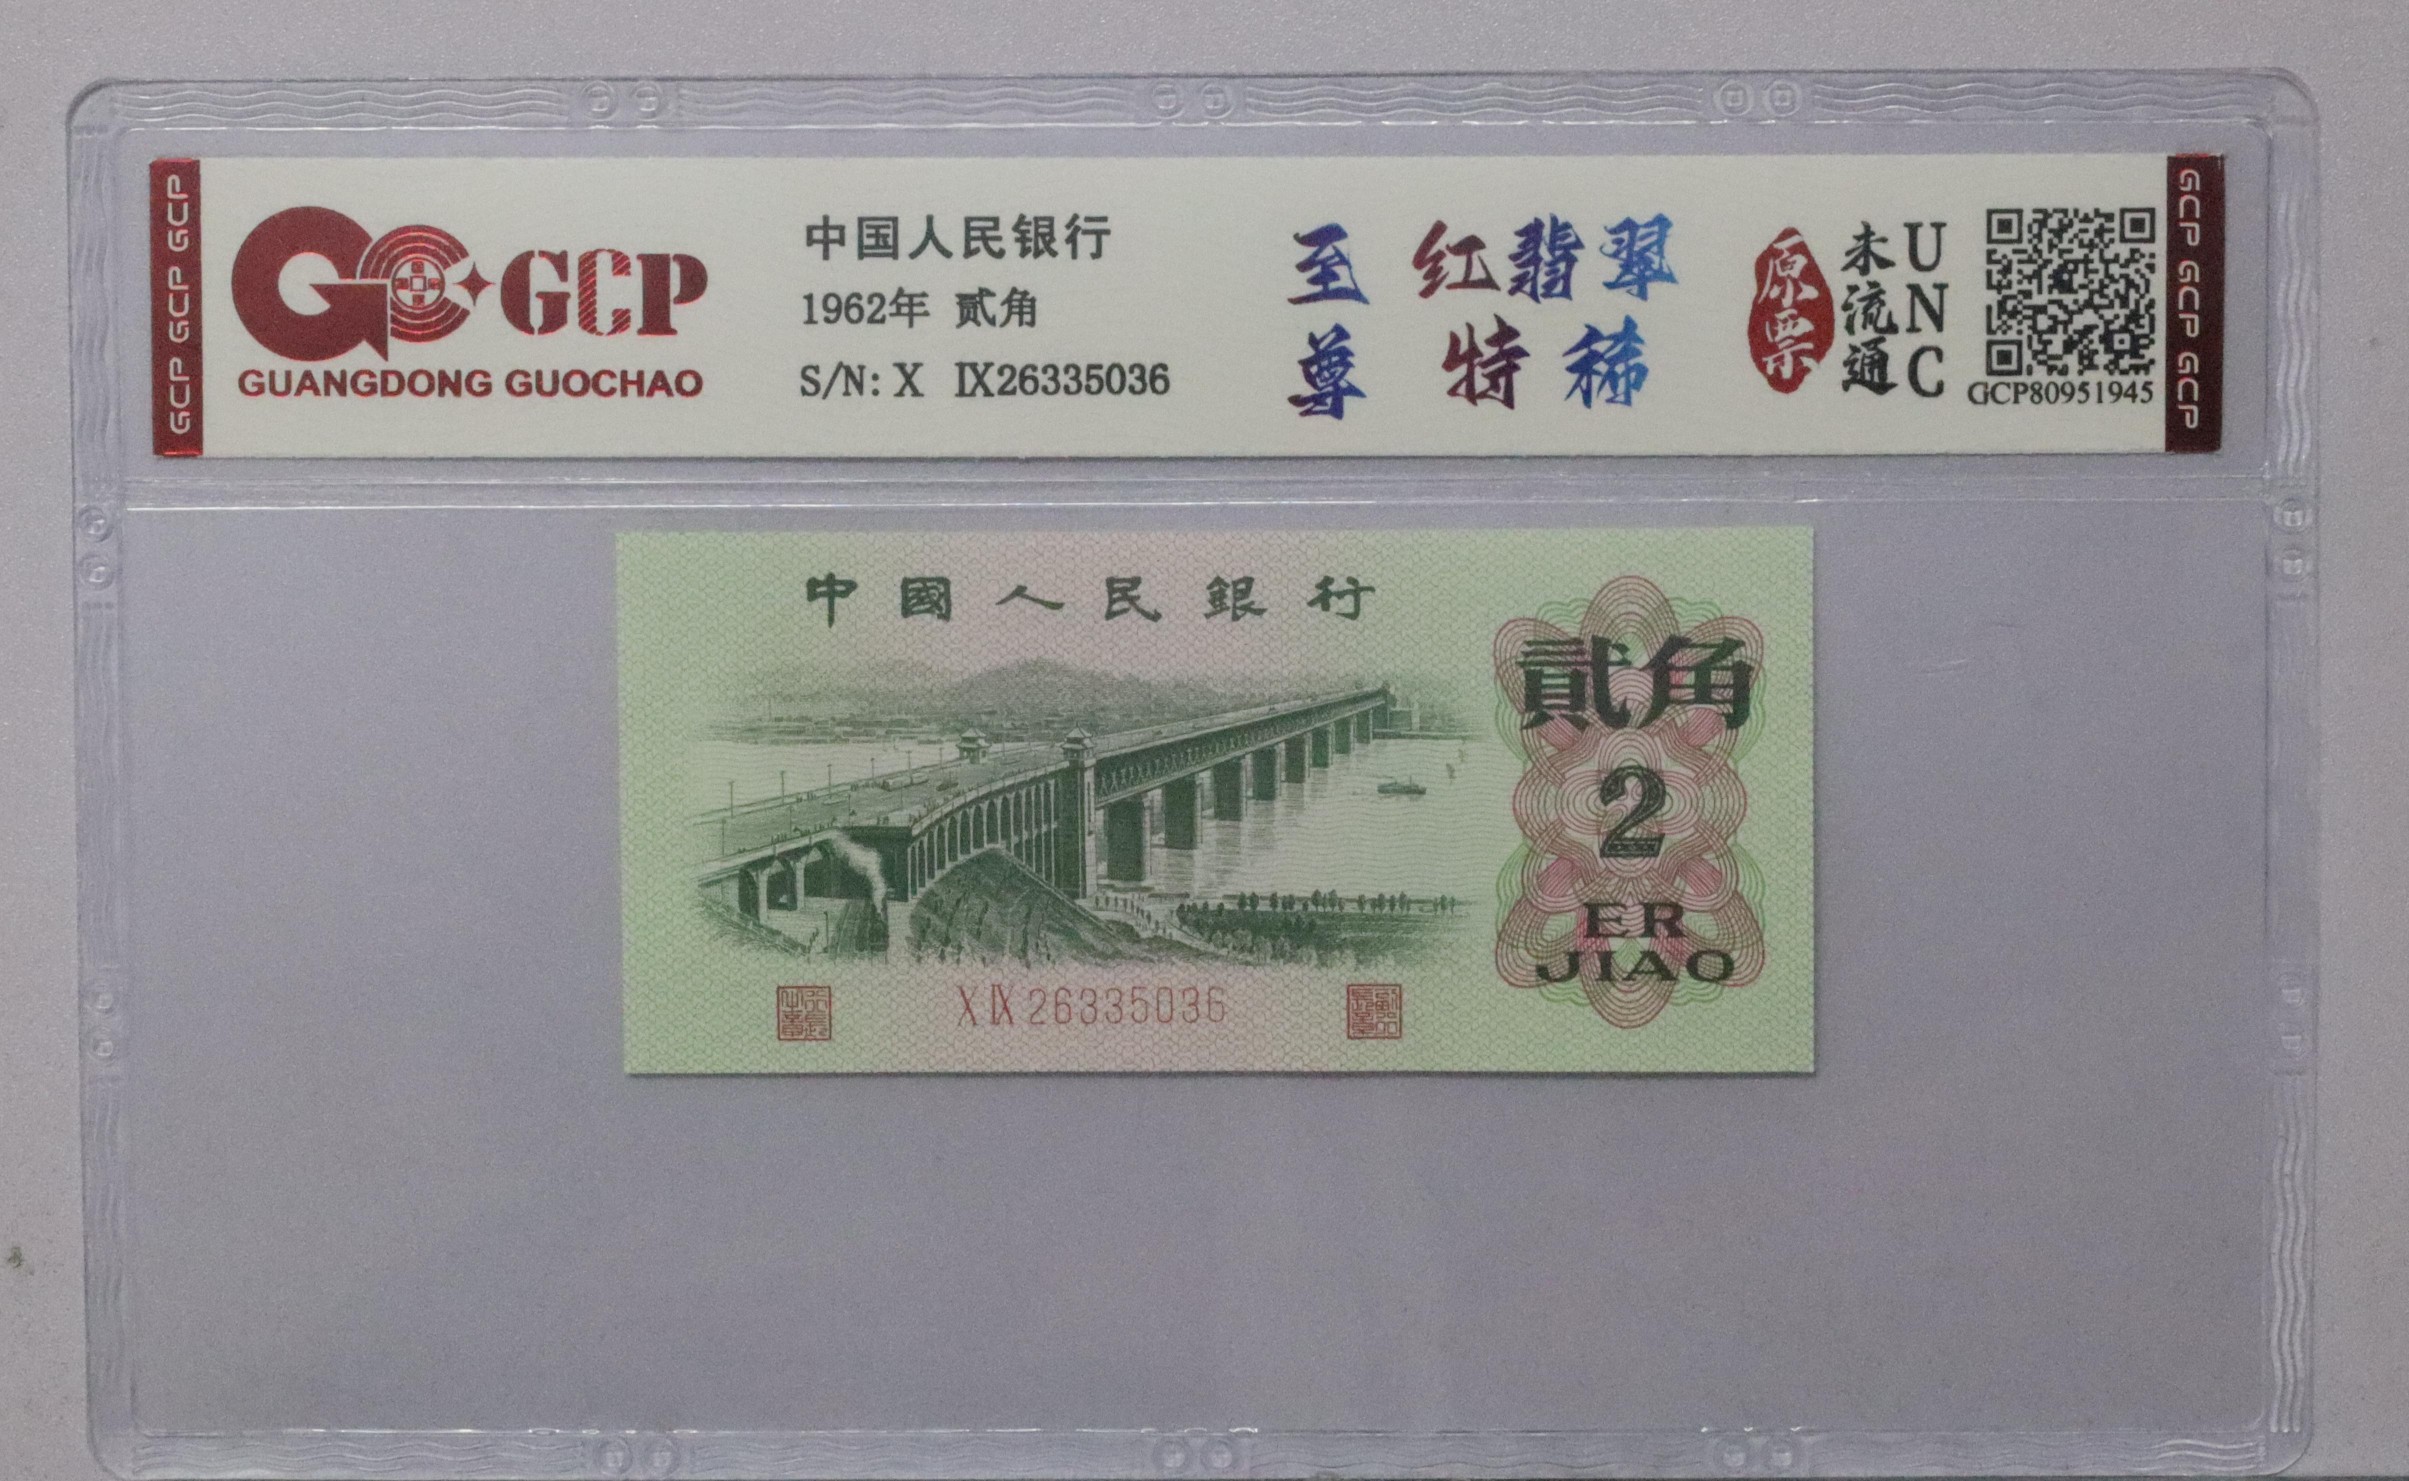 GCP GCP GCP
GCP
GUANGDONG GUOCHAO
中国人民银行
1962年 贰角
S/N: X IX26335036
至尊
红翡翠
特稀
原票
未流通
UNC
GCP80951945
GCP GCP GCP
中國人民銀行
貳角
2
ER
JIAO
X IX 26335036